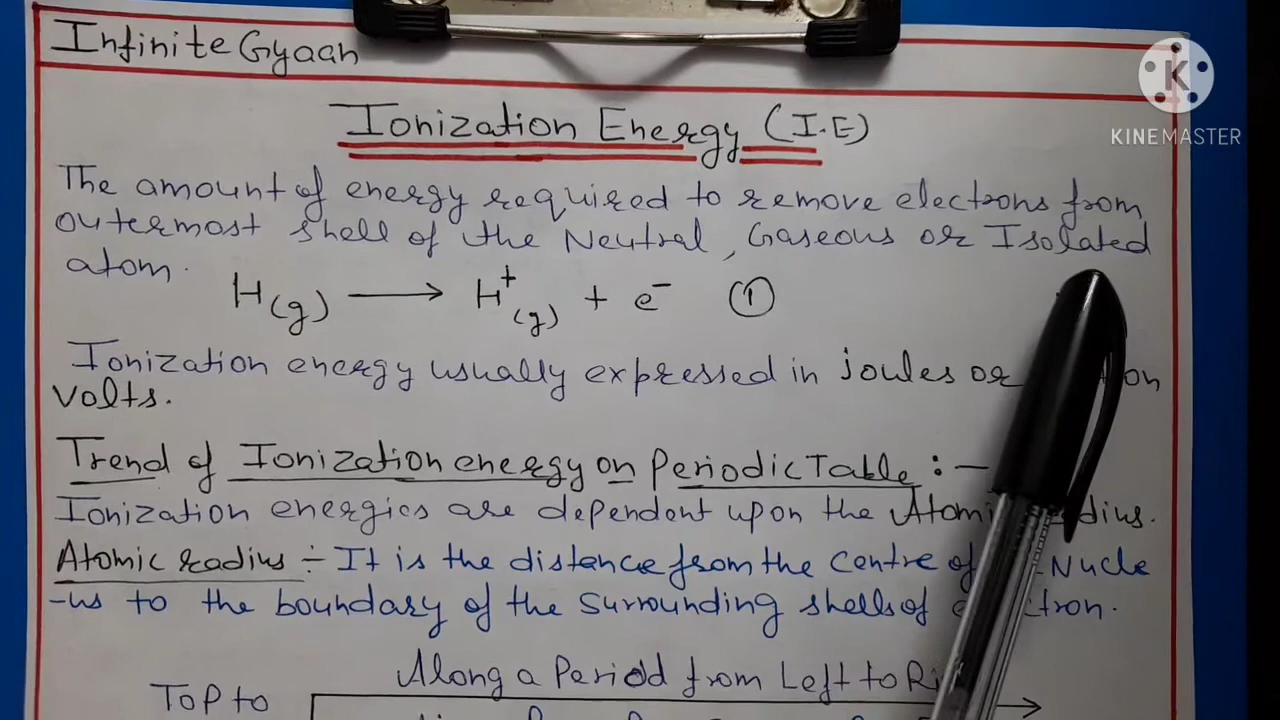 Infinite Gyaan
KINEMASTER
Ionization Energy (I.E)
The amount of energy required to remove electrons from
outermost shell of the Neutral, Gaseous or Isolated
atom.
H(g) ⟶ H⁺(g) + e⁻ ①
Ionization energy usually expressed in joules or
volts.
Trend of Ionization energy on Periodic Table :-
Ionization energies are dependent upon the
Atomic radius ÷ It is the distance from the centre of Nucle
-us to the boundary of the surrounding shells of
Along a Period from Left to
Top to